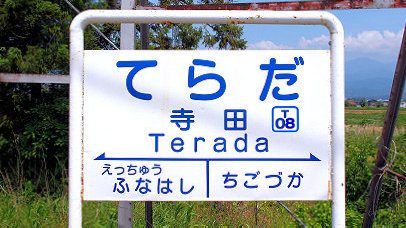 てらだ
寺田
T
08
Terada
えっちゅう
ふなはし
ちごづか